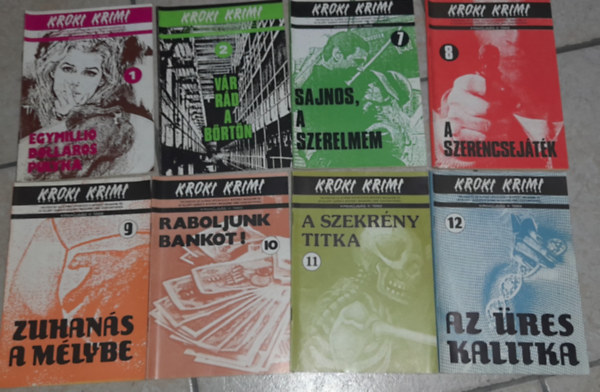 KROKI KRIMI
1
EGYMILLIÓ
DOLLÁROS
KROKI KRIMI
2
VÁR
RÁD
A
BÖRTÖN
KROKI KRIMI
7
SAJNOS,
A
SZERELMEM
KROKI KRIMI
8
A
SZERENCSEJÁTÉK
KROKI KRIMI
9
ZUHANÁS
A MÉLYBE
KROKI KRIMI
RABOLJUNK
BANKOT!
10
KROKI KRIMI
A SZEKRÉNY
TITKA
11
KROKI KRIMI
12
AZ ÜRES
KALITKA